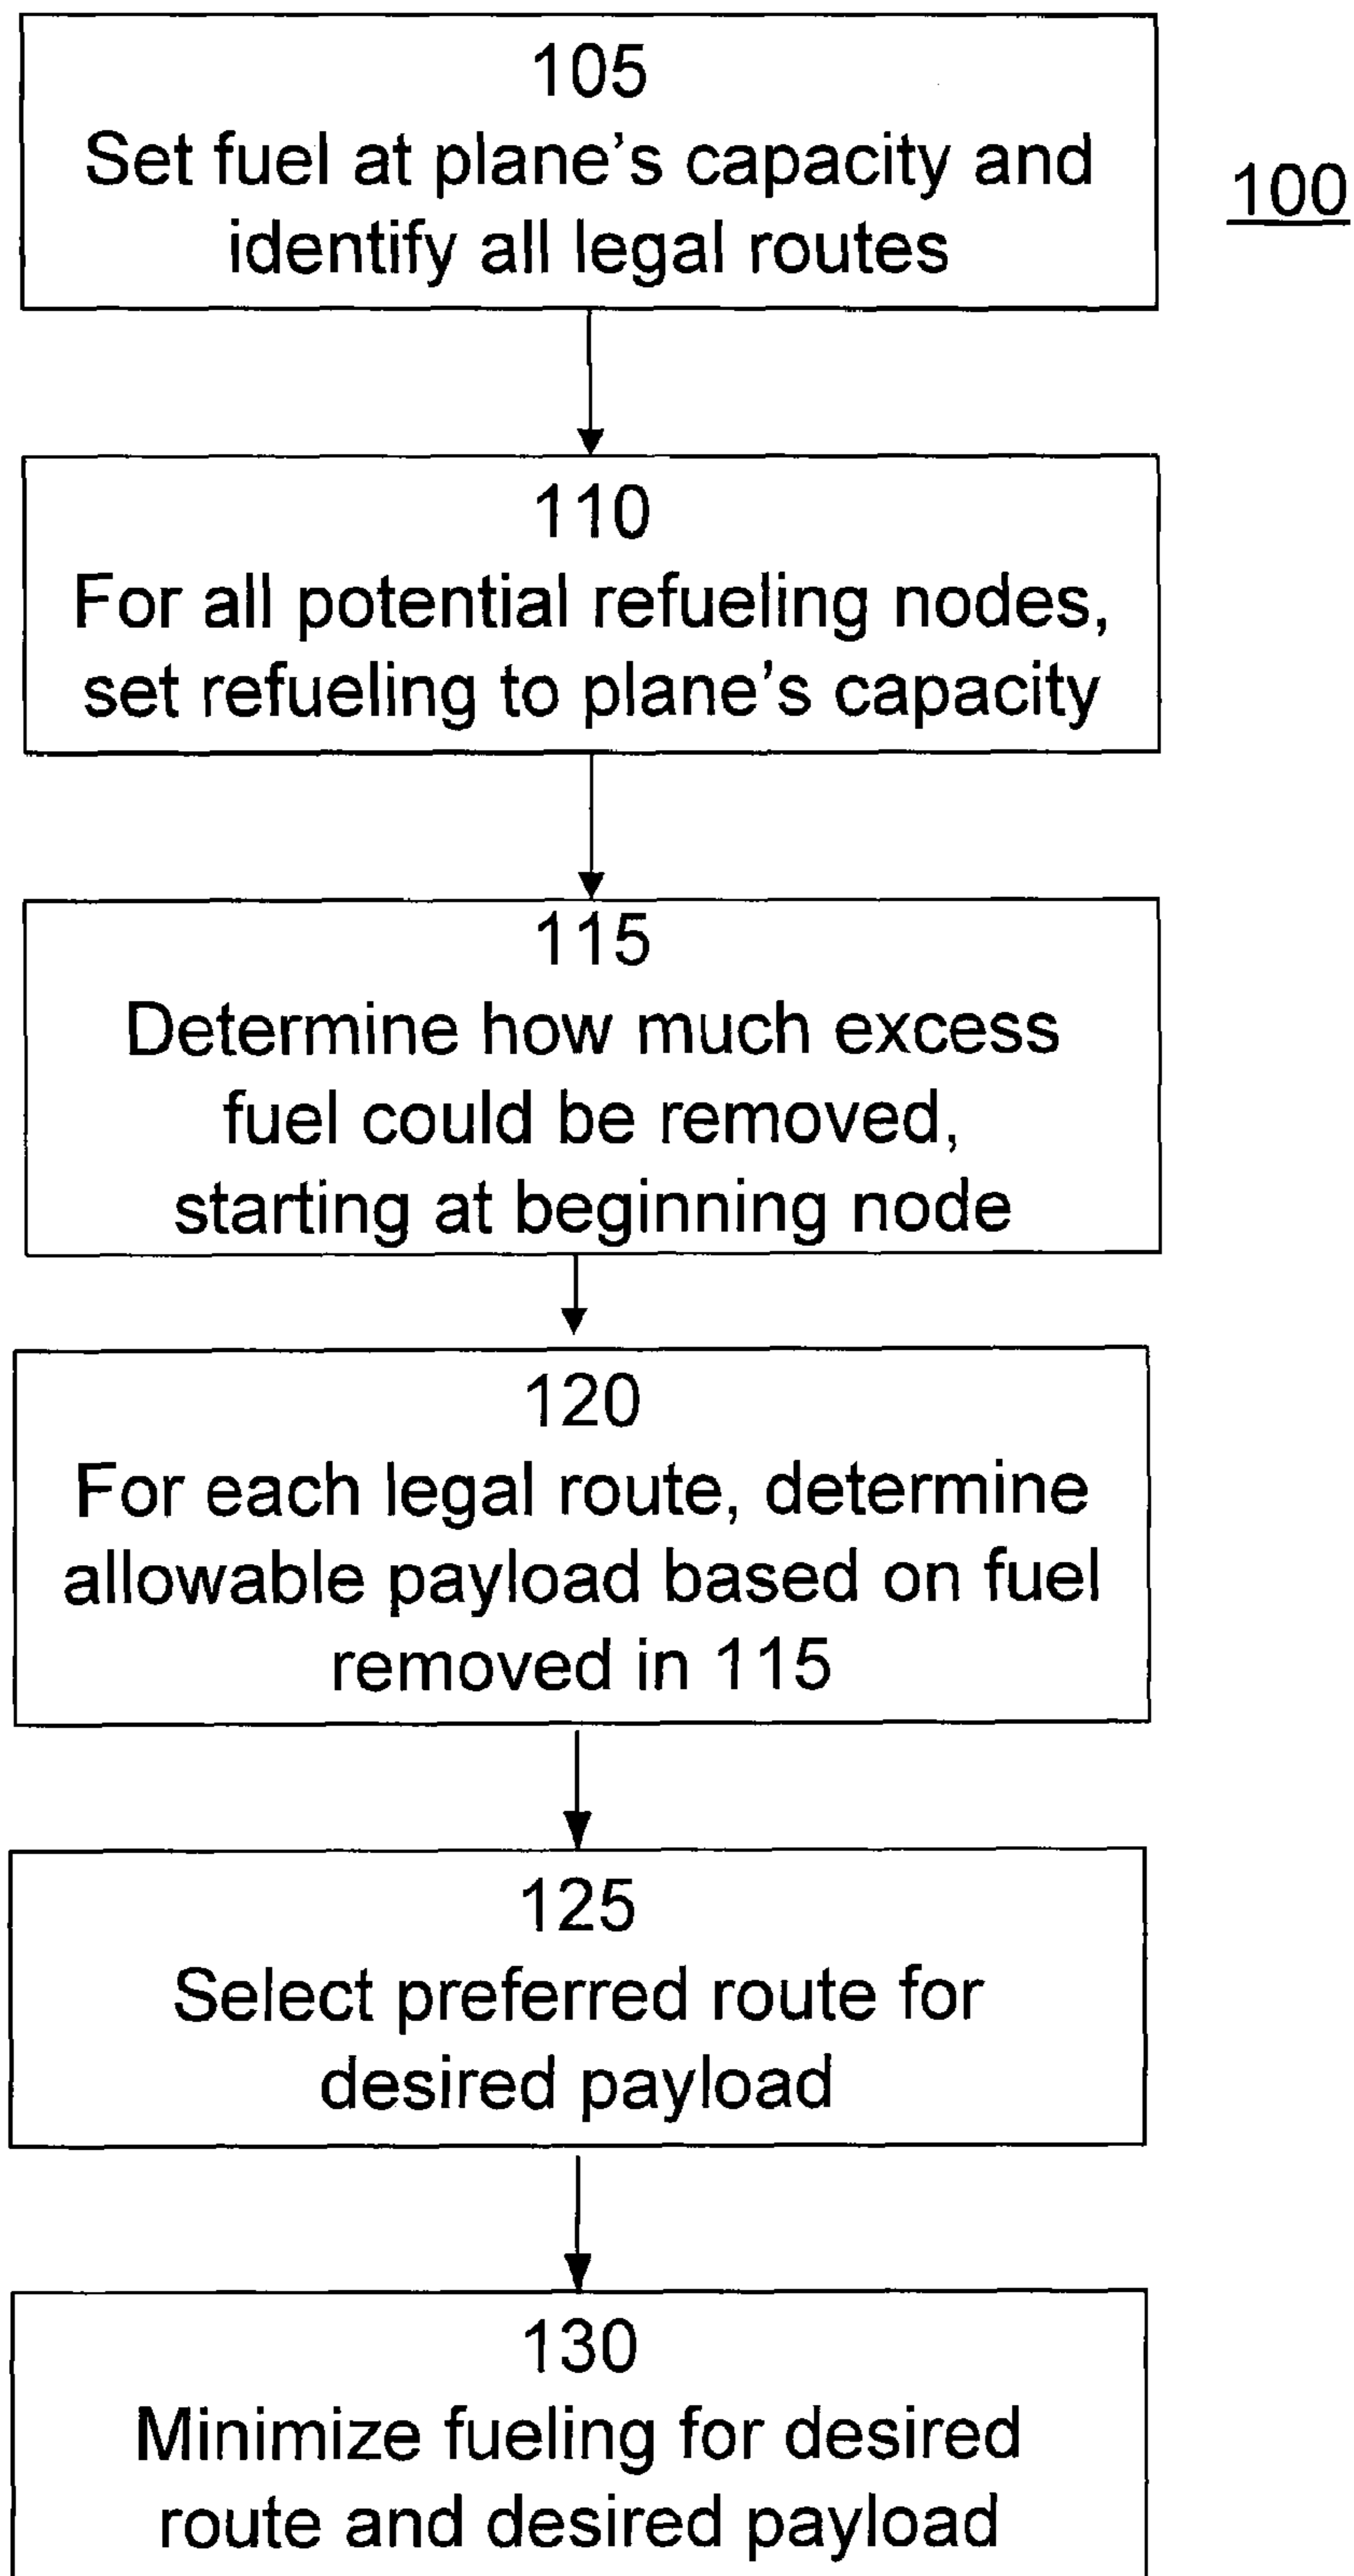 105
Set fuel at plane's capacity and
identify all legal routes
100
110
For all potential refueling nodes,
set refueling to plane's capacity
115
Determine how much excess
fuel could be removed,
starting at beginning node
120
For each legal route, determine
allowable payload based on fuel
removed in 115
125
Select preferred route for
desired payload
130
Minimize fueling for desired
route and desired payload